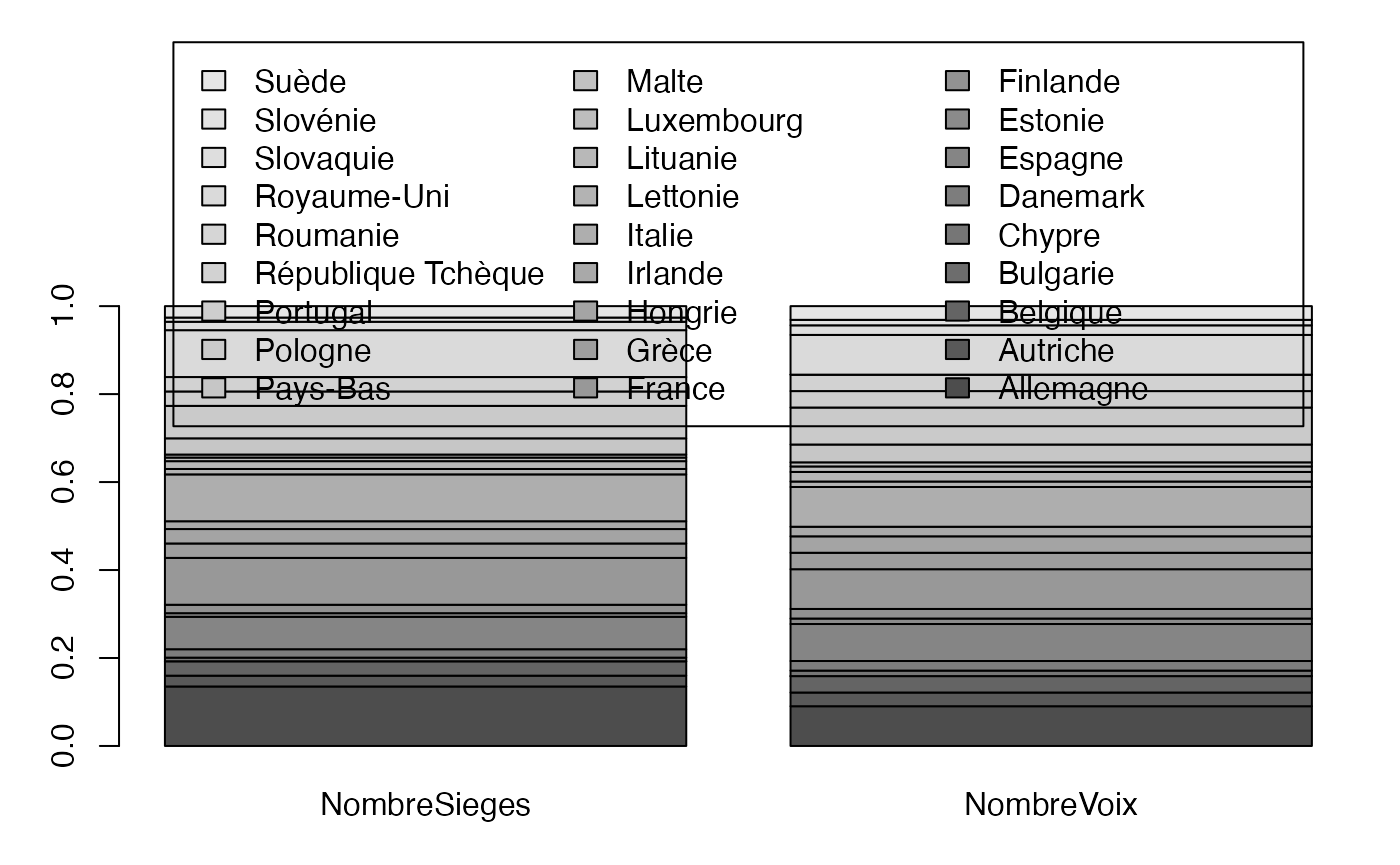 Suède Malte Finlande
Slovénie Luxembourg Estonie
Slovaquie Lituanie Espagne
Royaume-Uni Lettonie Danemark
Roumanie Italie Chypre
République Tchèque Irlande Bulgarie
Portugal Hongrie Belgique
Pologne Grèce Autriche
Pays-Bas France Allemagne
1.0
0.8
0.6
0.4
0.2
0.0
NombreSieges NombreVoix